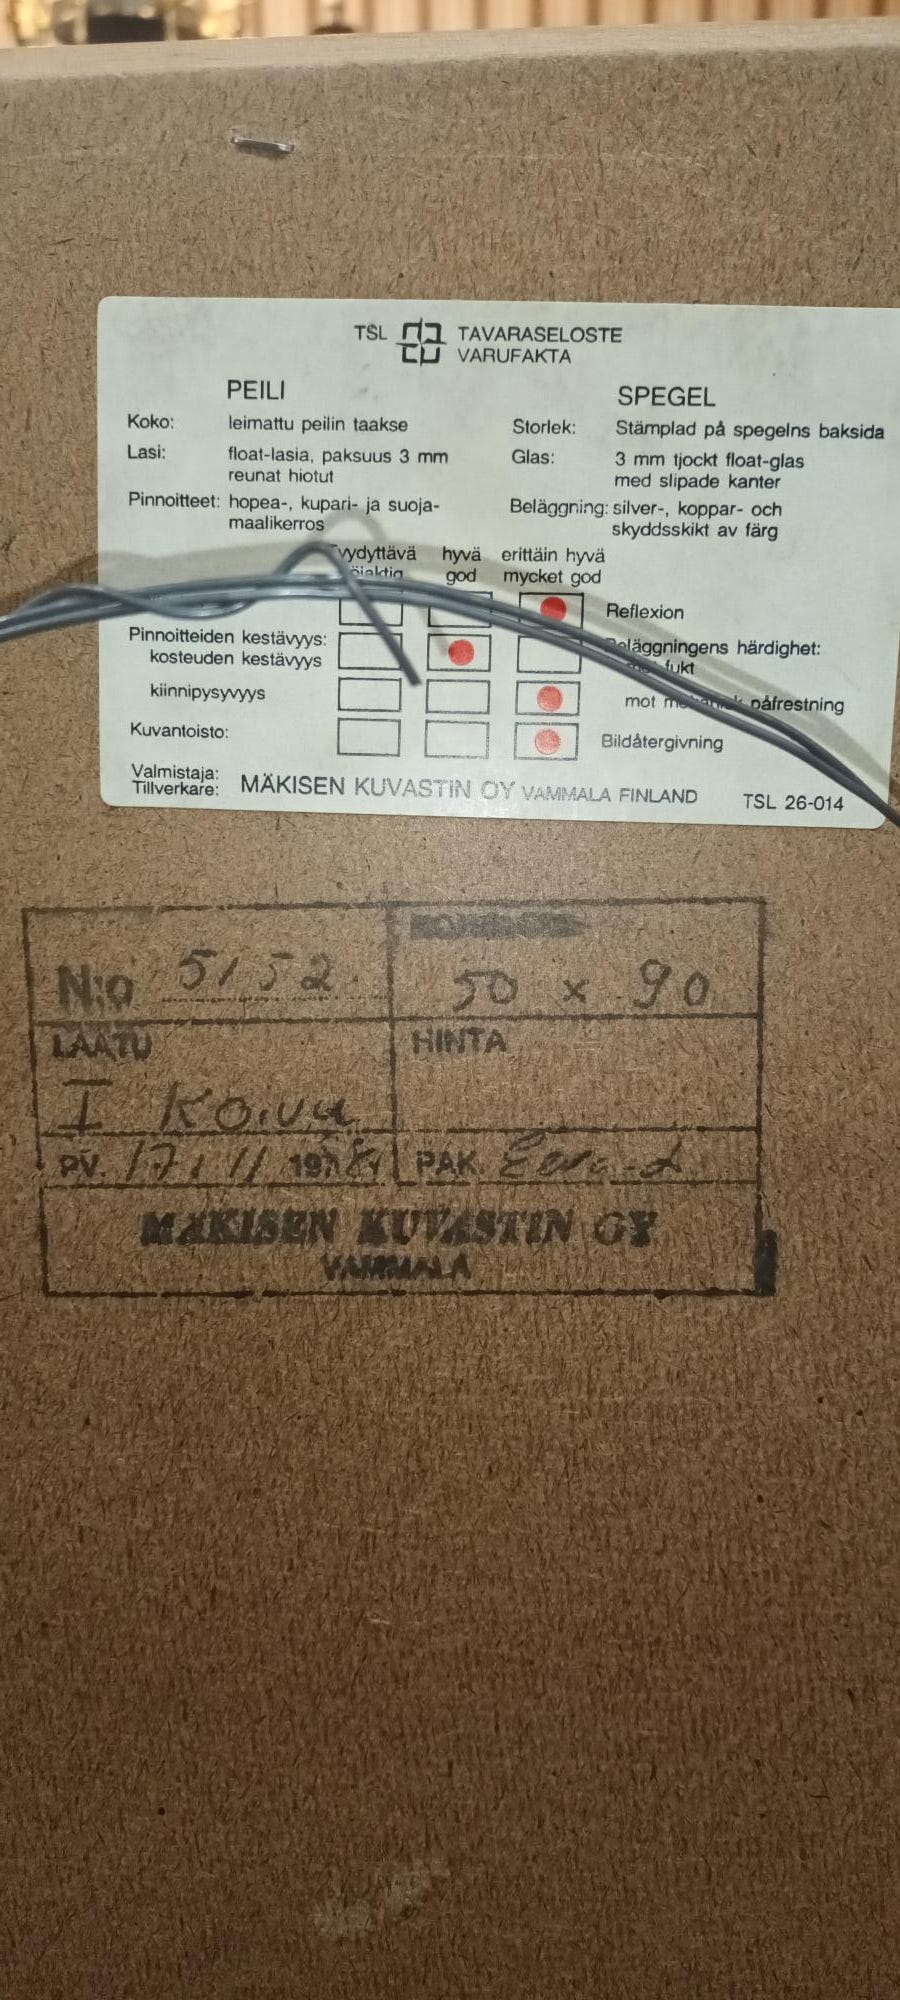 TSL TAVARASELOSTE
VARUFAKTA
PEILI
Koko: leimattu peilin taakse
Lasi: float-lasia, paksuus 3 mm
reunat hiotut
Pinnoitteet: hopea-, kupari- ja suoja-
maalikerros
SPEGEL
Storlek: Stämplad på spegelns baksida
Glas: 3 mm tjockt float-glas
med slipade kanter
Beläggning: silver-, koppar- och
skyddsskikt av färg
hyvä erittäin hyvä
god mycket god
Reflexion
Pinnoitteiden kestävyys:
härdighet:
kosteuden kestävyys
fukt
kiinnipysyvyys
mot påfrestning
Kuvantoisto: Bildåtergivning
Valmistaja:
Tillverkare: MÄKISEN KUVASTIN OY VAMMALA FINLAND TSL 26-014
N:o 5152
50 x 90
LAATU HINTA
I Koivu
PV. 17.11 PAK.
MÄKISEN KUVASTIN OY
VAMMALA